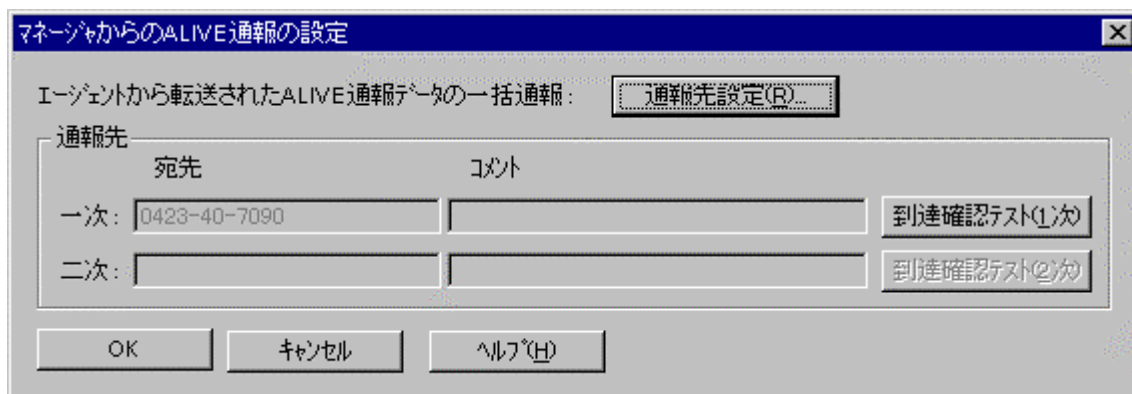 マネージャからのALIVE通報の設定
エージェントから転送されたALIVE通報データの一括通報： 通報先設定(R)...
通報先
宛先 コメント
一次： 0423-40-7090 到達確認テスト(1次)
二次： 到達確認テスト(2次)
OK キャンセル ヘルプ(H)